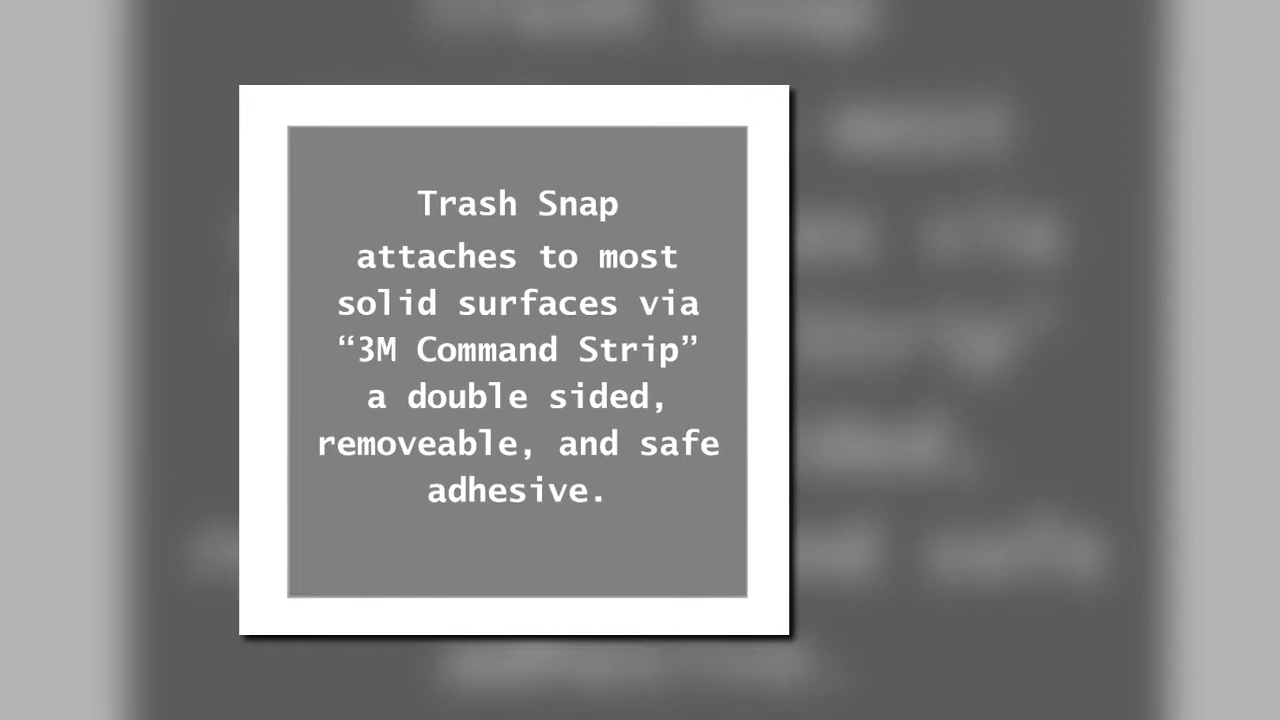 Trash Snap
attaches to most
solid surfaces via
“3M Command Strip”
a double sided,
removeable, and safe
adhesive.